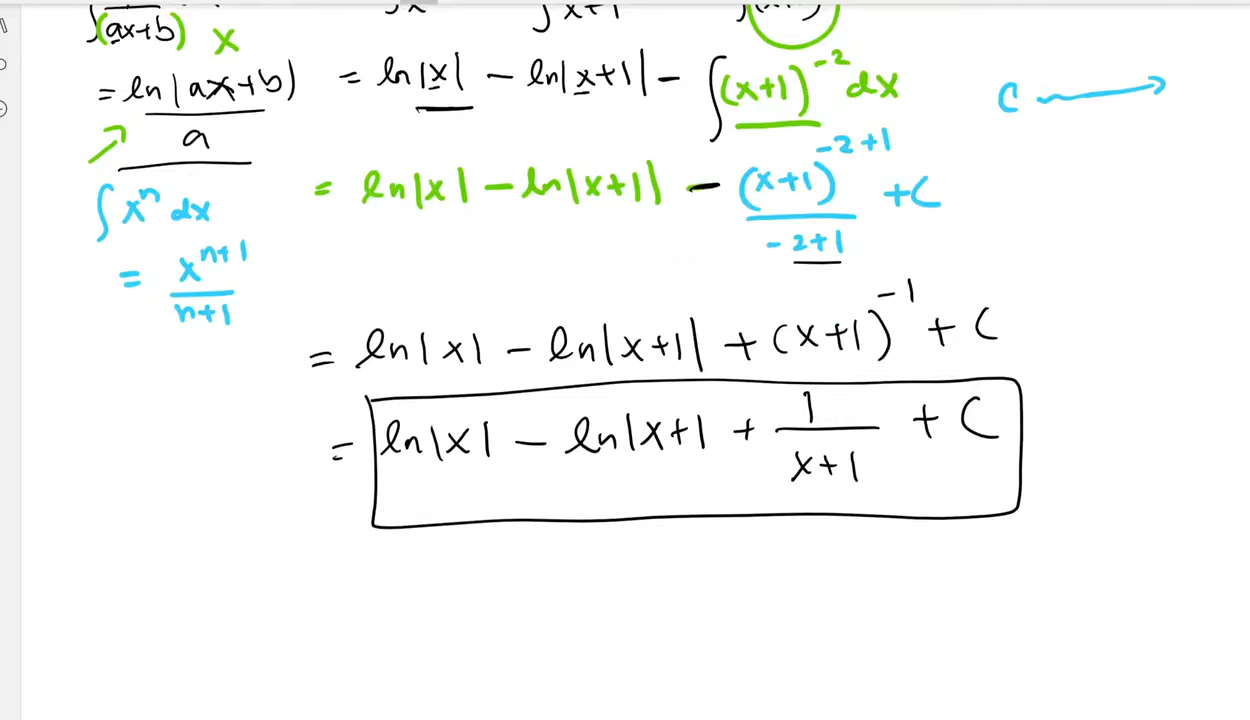 ∫(ax+b) x
= ln|ax+b) / a
∫ x^n dx
= x^(n+1) / n+1
∫ x+1
= ln|x| - ln|x+1| - ∫ (x+1)^-2 dx
C
= ln|x| - ln|x+1| - (x+1)^(-2+1) / -2+1 + C
= ln|x| - ln|x+1| + (x+1)^-1 + C
= ln|x| - ln|x+1 + 1 / x+1 + C